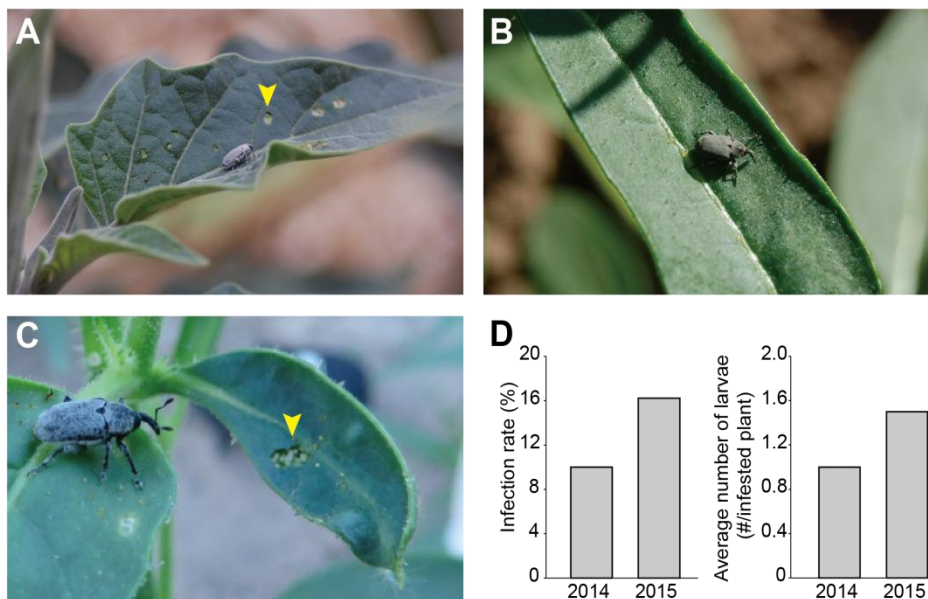 A
B
C
D
Infection rate (%)
20
16
12
8
4
0
2014 2015
Average number of larvae
(#/infested plant)
2.0
1.6
1.2
0.8
0.4
0
2014 2015